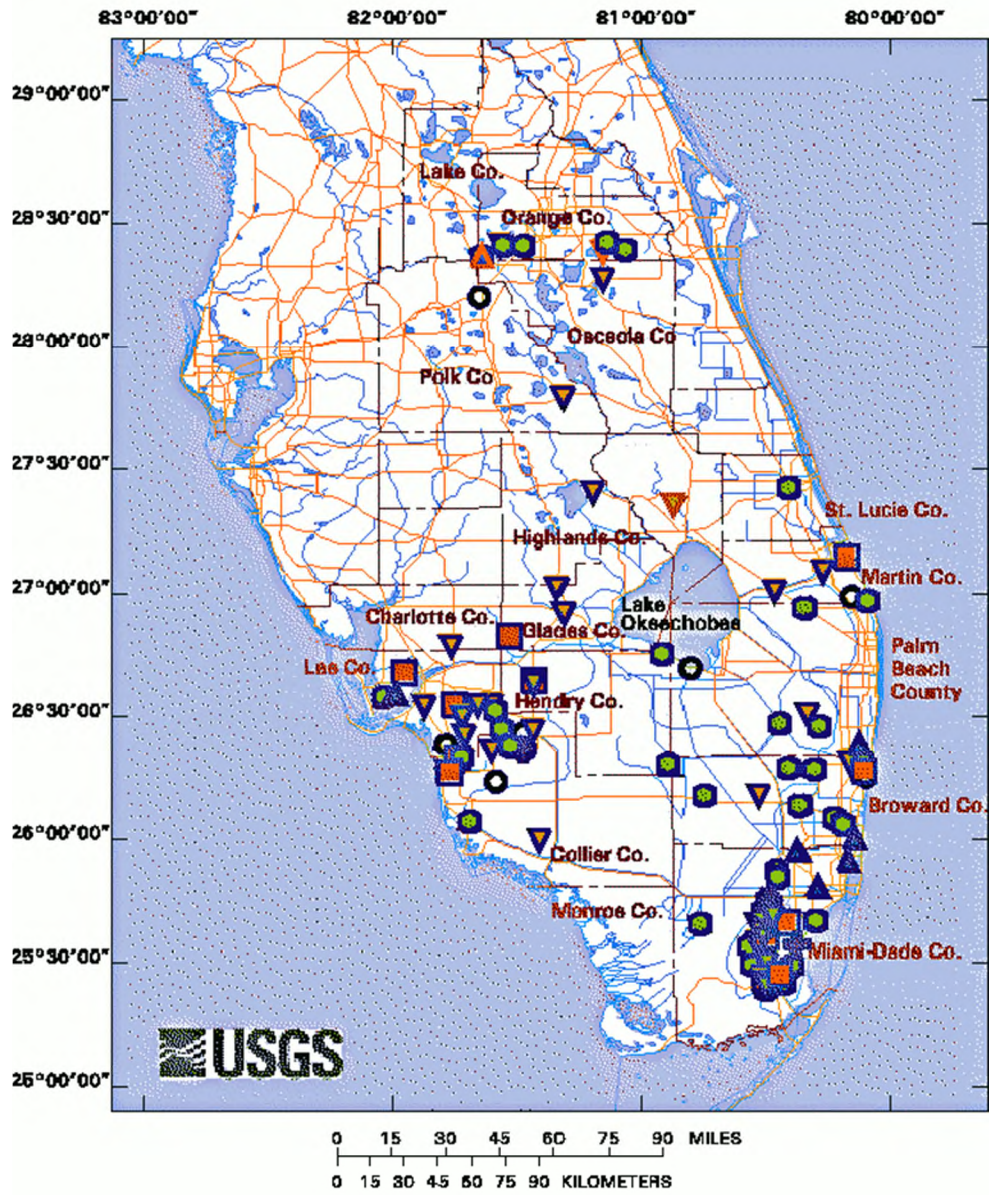 83°00'00" 82°00'00" 81°00'00" 80°00'00"
29°00'00"
Lake Co.
28°30'00"
Orange Co.
28°00'00"
Osceola Co
Polk Co
27°30'00"
St. Lucie Co.
Highlands Co.
27°00'00"
Martin Co.
Lake
Okeechobee
Charlotte Co.
Glades Co.
Palm
Beach
County
Lee Co.
Hendry Co.
26°30'00"
Broward Co.
26°00'00"
Collier Co.
Monroe Co.
Miami-Dade Co.
25°30'00"
USGS
25°00'00"
0 15 30 45 60 75 90 MILES
0 15 30 45 60 75 90 KILOMETERS